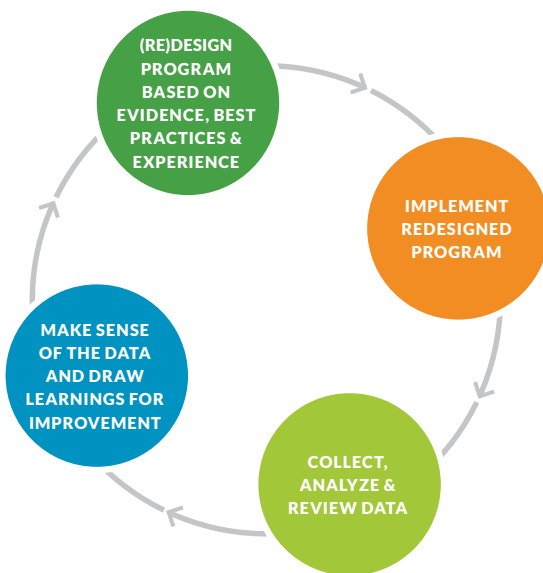 (RE)DESIGN
PROGRAM
BASED ON
EVIDENCE, BEST
PRACTICES &
EXPERIENCE
IMPLEMENT
REDESIGNED
PROGRAM
COLLECT,
ANALYZE &
REVIEW DATA
MAKE SENSE
OF THE DATA
AND DRAW
LEARNINGS FOR
IMPROVEMENT